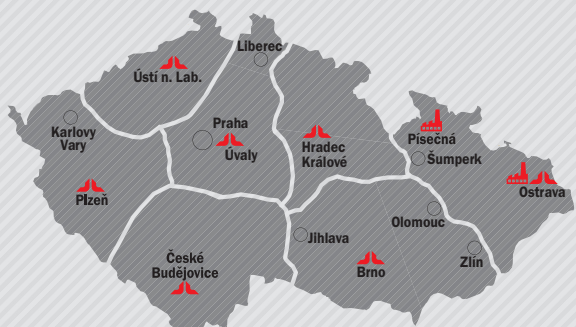 Liberec
Ústí n. Lab.
Karlovy
Vary
Praha
Úvaly
Hradec
Králové
Písečná
Šumperk
Ostrava
Plzeň
Olomouc
Jihlava
Zlín
České
Budějovice
Brno